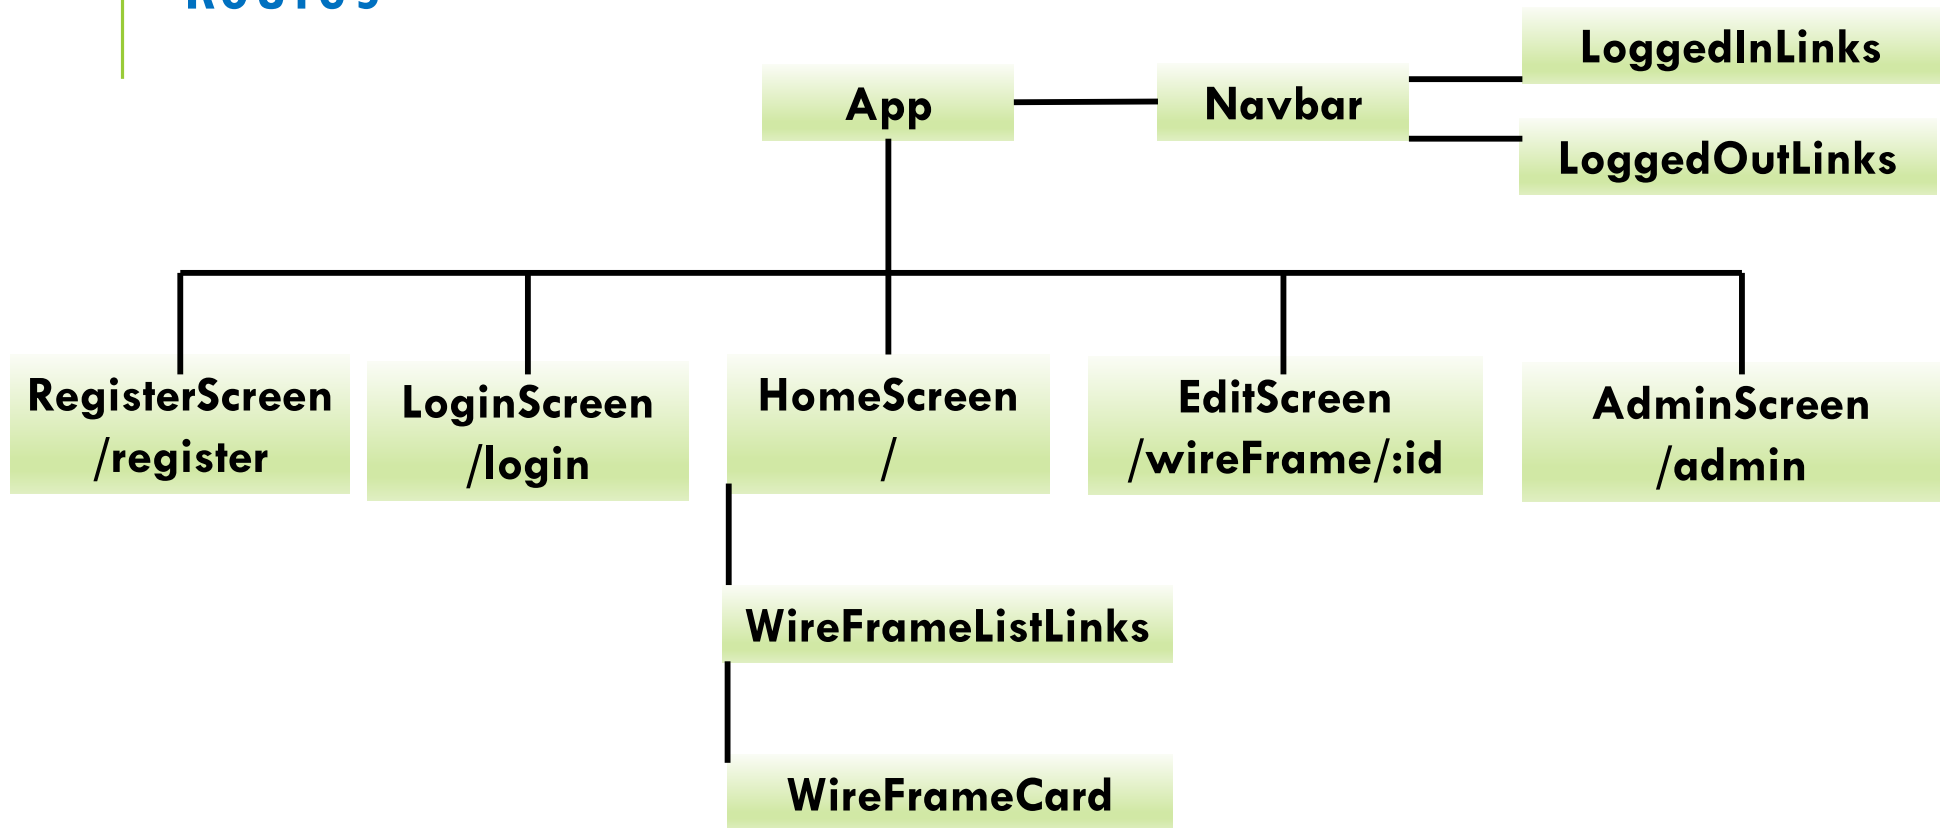 LoggedInLinks
App
Navbar
LoggedOutLinks
RegisterScreen
/register
LoginScreen
/login
HomeScreen
/
EditScreen
/wireFrame/:id
AdminScreen
/admin
WireFrameListLinks
WireFrameCard